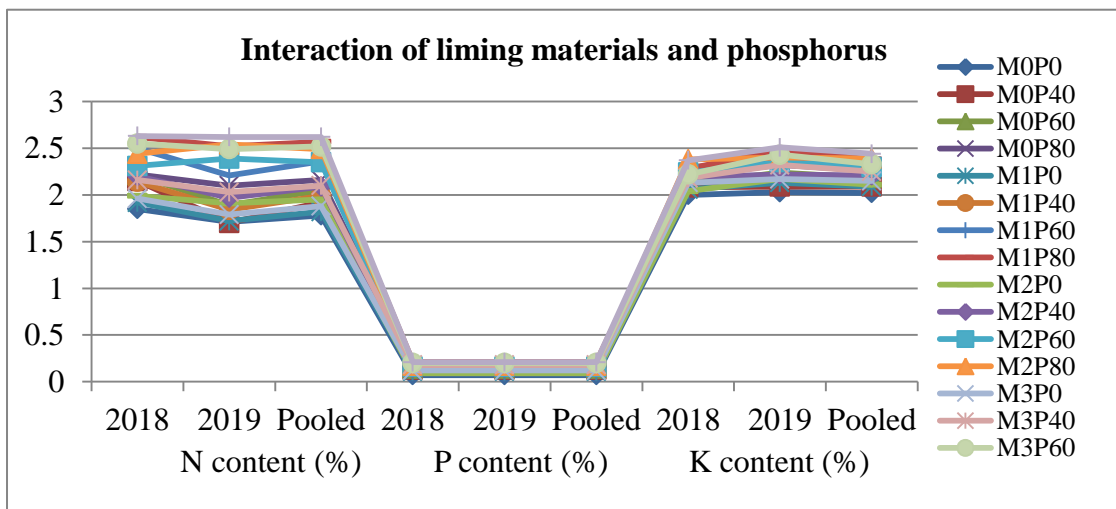 Interaction of liming materials and phosphorus
3
2.5
2
1.5
1
0.5
0
2018 2019 Pooled 2018 2019 Pooled 2018 2019 Pooled
N content (%) P content (%) K content (%)
M0P0
M0P40
M0P60
M0P80
M1P0
M1P40
M1P60
M1P80
M2P0
M2P40
M2P60
M2P80
M3P0
M3P40
M3P60